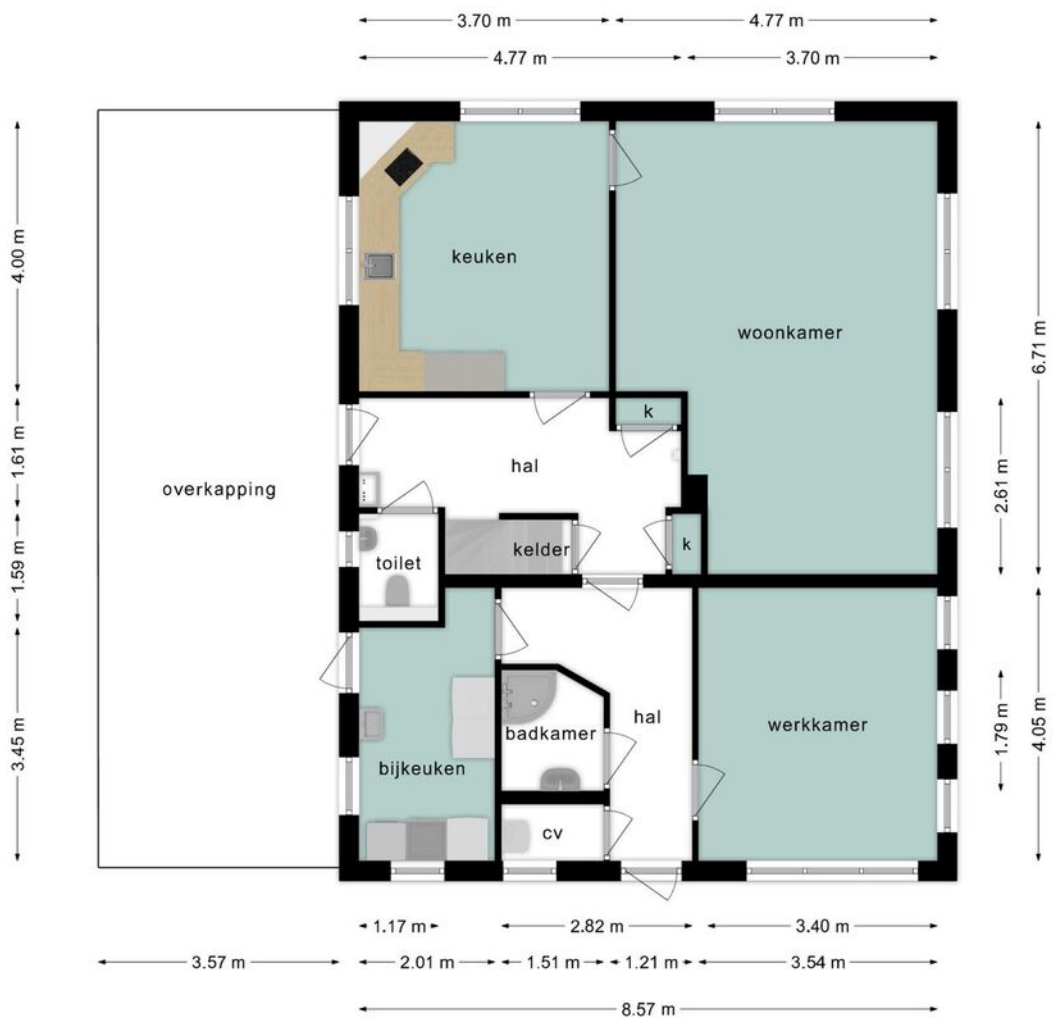 3.70 m 4.77 m
4.77 m 3.70 m
4.00 m
1.61 m
1.59 m
3.45 m
keuken
woonkamer
k
hal
overkapping
kelder
k
toilet
hal
werkkamer
badkamer
bijkeuken
cv
6.71 m
2.61 m
1.79 m
4.05 m
1.17 m 2.82 m 3.40 m
3.57 m 2.01 m 1.51 m 1.21 m 3.54 m
8.57 m